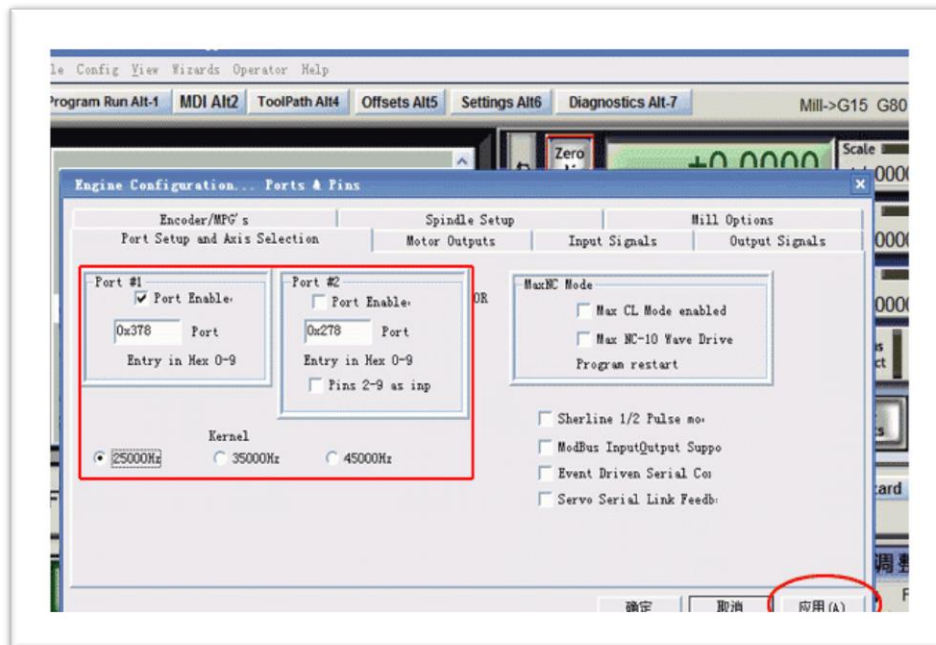 le Config View Wizards Operator Help
Program Run Alt-1 MDI Alt2 ToolPath Alt4 Offsets Alt5 Settings Alt6 Diagnostics Alt-7 Mill->G15 G80
Zero
+0.0000
Scale
Engine Configuration... Ports & Pins
Encoder/MPG's Spindle Setup Mill Options
Port Setup and Axis Selection Motor Outputs Input Signals Output Signals
Port #1 Port #2 MaxNC Mode
Port Enable Port Enable OR Max CL Mode enabled
0x378 Port 0x278 Port Max NC-10 Wave Drive
Entry in Hex 0-9 Entry in Hex 0-9 Program restart
Pins 2-9 as inp
Sherline 1/2 Pulse mo
Kernel
25000Hz 35000Hz 45000Hz
ModBus InputOutput Suppo
Event Driven Serial Co
Servo Serial Link Feedb
确定 取消 应用(A)
调整